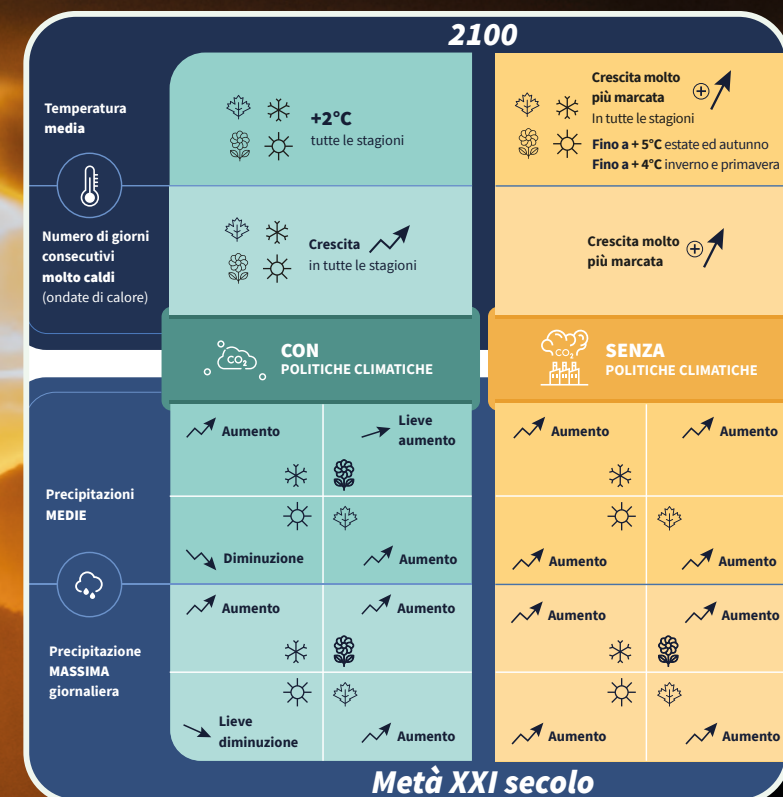 2100
Temperatura
media
+2°C
tutte le stagioni
Crescita molto
più marcata
In tutte le stagioni
Fino a + 5°C estate ed autunno
Fino a + 4°C inverno e primavera
Numero di giorni
consecutivi
molto caldi
(ondate di calore)
Crescita
in tutte le stagioni
Crescita molto
più marcata
CO₂
CON
POLITICHE CLIMATICHE
CO₂
SENZA
POLITICHE CLIMATICHE
Precipitazioni
MEDIE
Aumento
Lieve
aumento
Aumento
Aumento
Diminuzione
Aumento
Aumento
Aumento
Precipitazione
MASSIMA
giornaliera
Aumento
Aumento
Aumento
Aumento
Lieve
diminuzione
Aumento
Aumento
Aumento
Metà XXI secolo